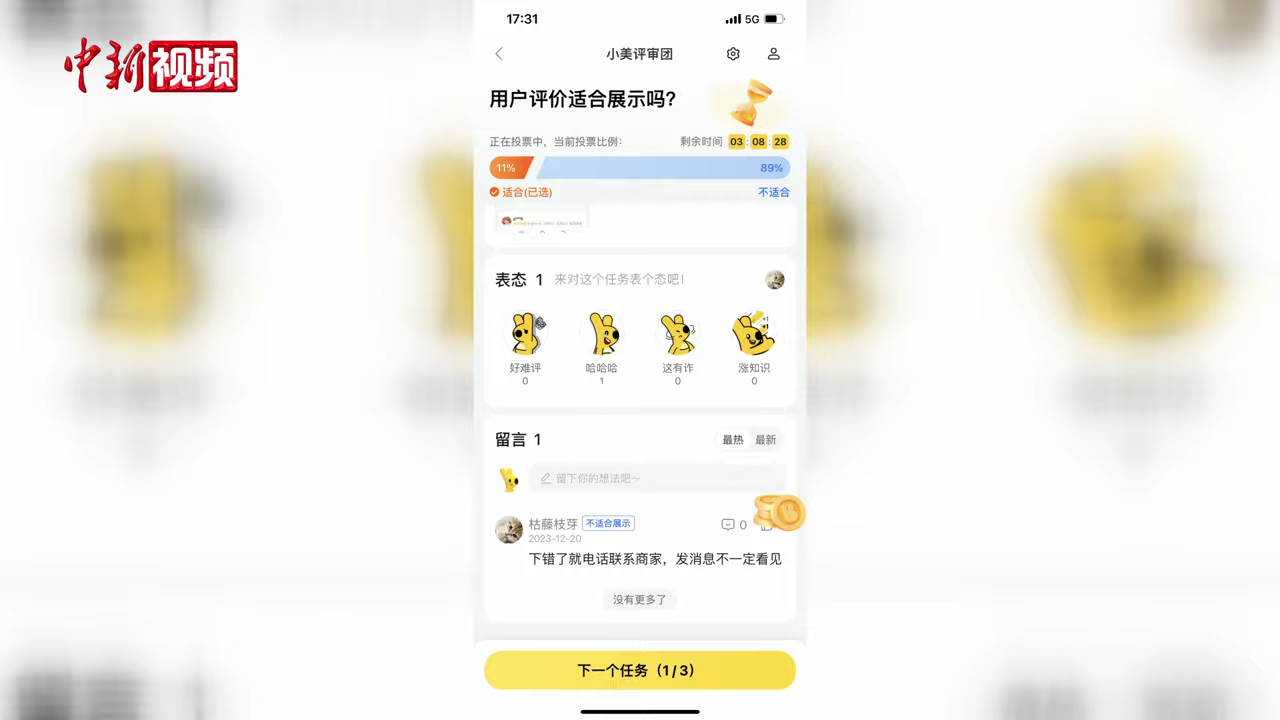 中新视频
17:31
5G
小美评审团
用户评价适合展示吗?
正在投票中，当前投票比例：
剩余时间 03:08:28
11%
89%
适合(已选)
不适合
表态 1 来对这个任务表个态吧！
好难评
哈哈哈
这有诈
涨知识
0
1
0
0
留言 1
最热 最新
留下你的想法吧～
枯藤枝芽 不适合展示
0
2023-12-20
下错了就电话联系商家，发消息不一定看见
没有更多了
下一个任务（1/3）